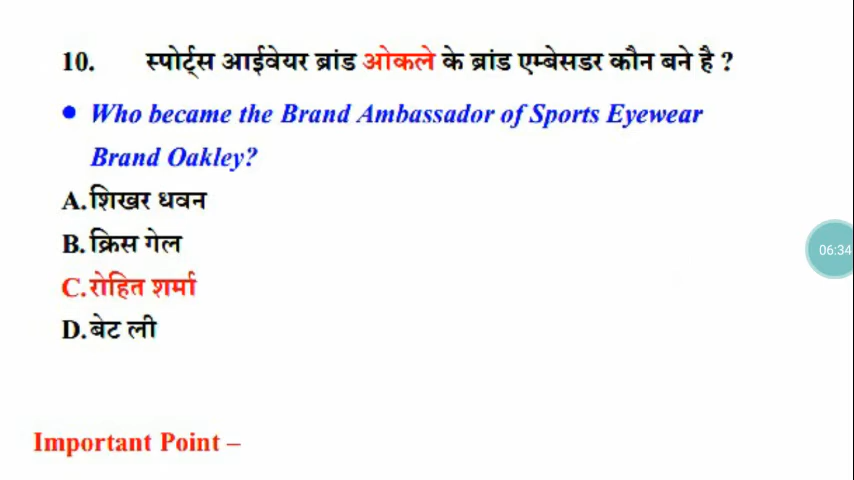 10. स्पोर्ट्स आईवेयर ब्रांड ओकले के ब्रांड एम्बेसडर कौन बने है ?
• Who became the Brand Ambassador of Sports Eyewear
Brand Oakley?
A. शिखर धवन
B. क्रिस गेल
C. रोहित शर्मा
D. बेट ली
Important Point –
06:34